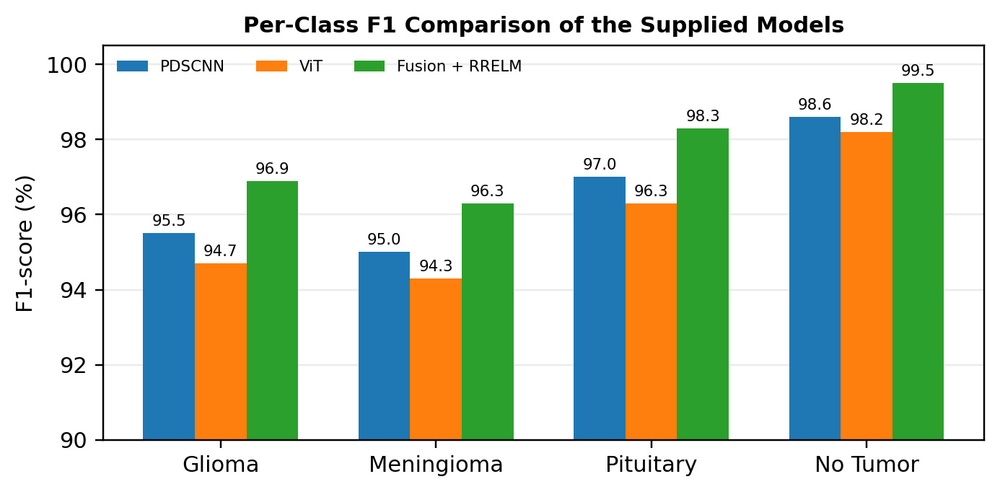 Per-Class F1 Comparison of the Supplied Models
PDSCNN ViT Fusion + RRELM
F1-score (%)
100
98
96
94
92
90
95.5 94.7 96.9
95.0 94.3 96.3
97.0 96.3 98.3
98.6 98.2 99.5
Glioma Meningioma Pituitary No Tumor